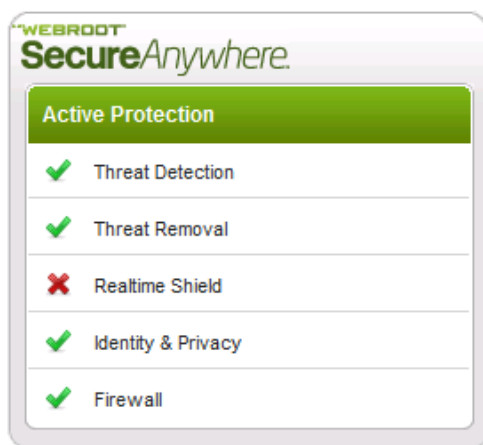 WEBROOT
SecureAnywhere.
Active Protection
Threat Detection
Threat Removal
Realtime Shield
Identity & Privacy
Firewall